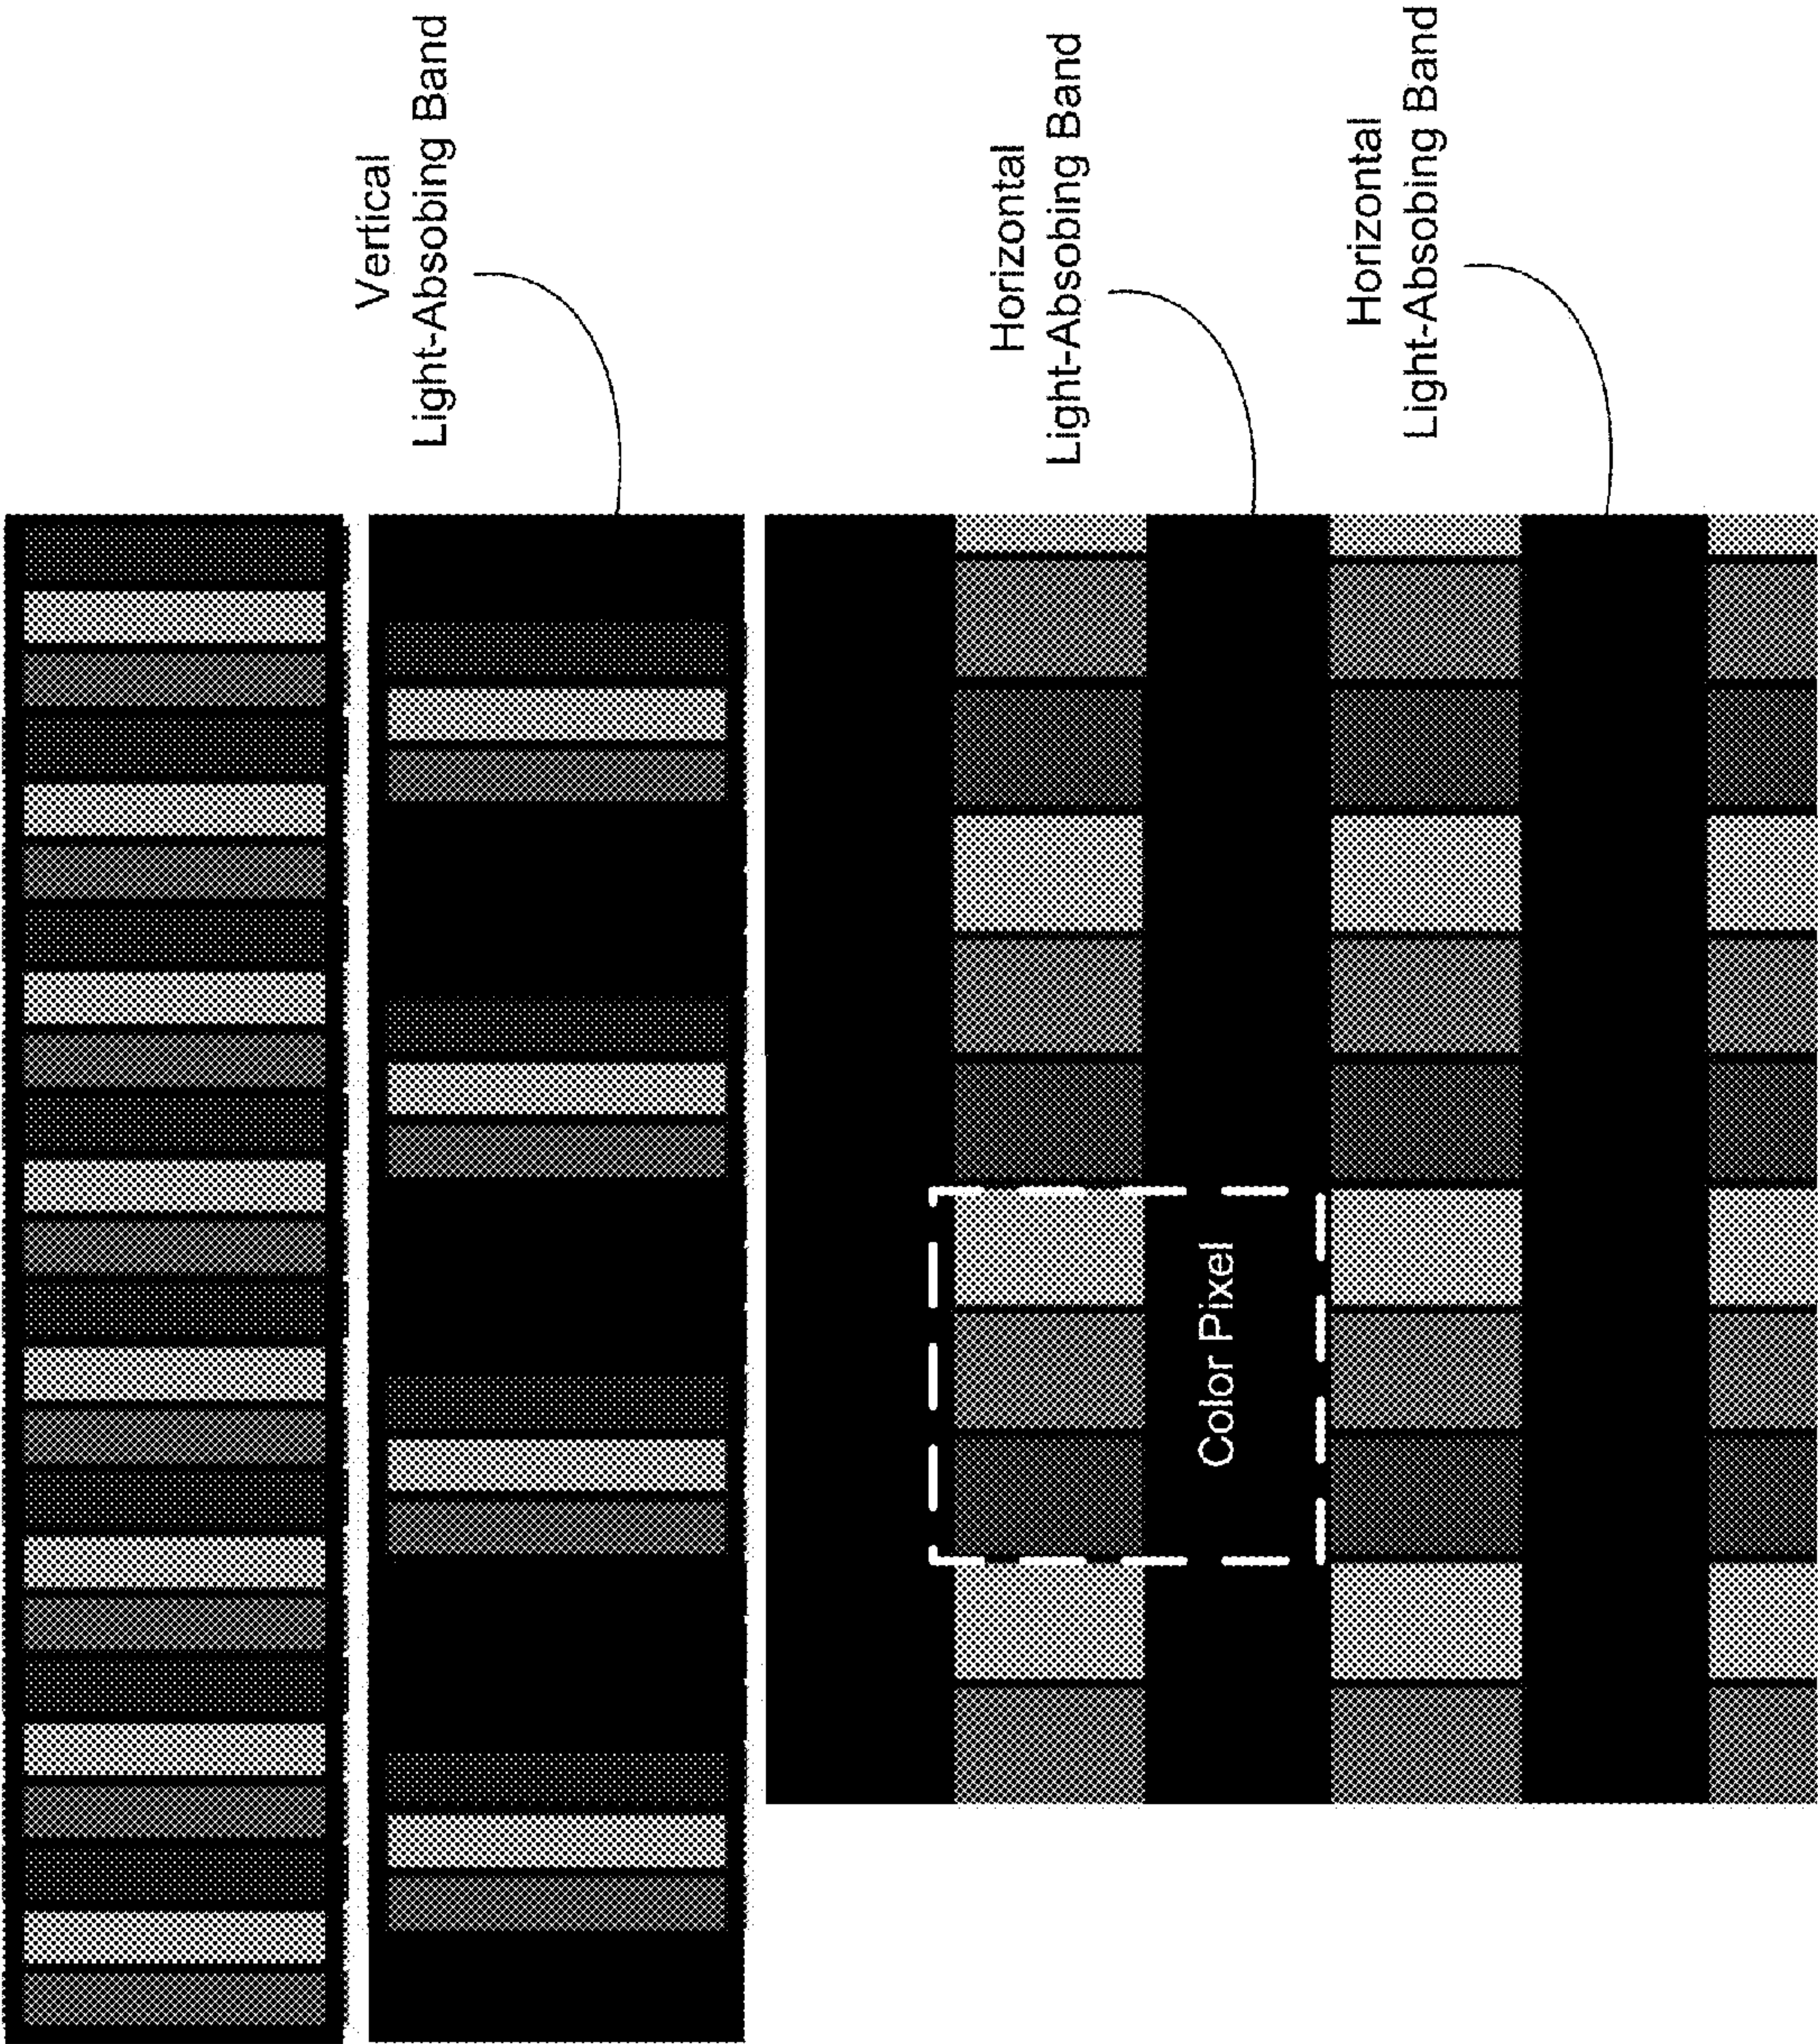 Vertical
Light-Absobing Band
Horizontal
Light-Absobing Band
Horizontal
Light-Absobing Band
Color Pixel